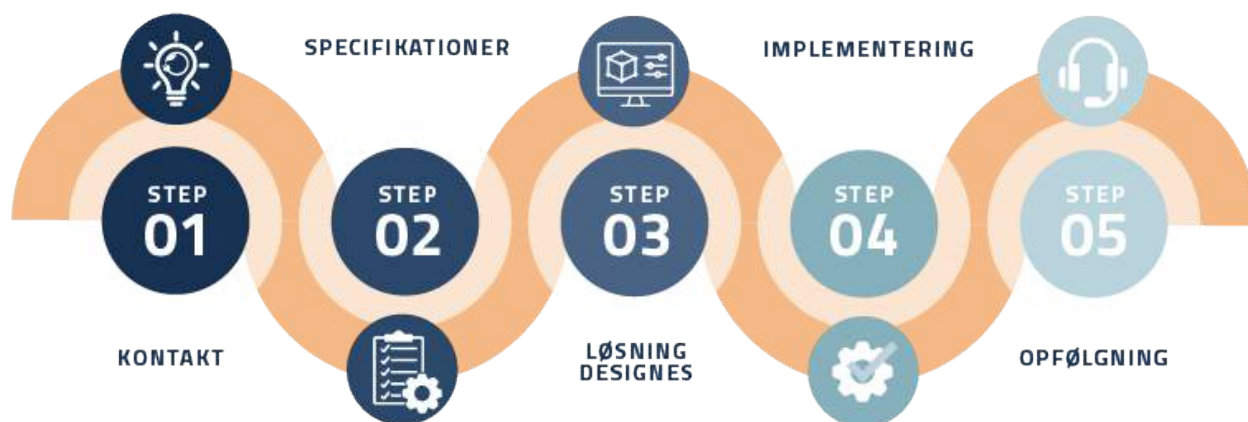 STEP
01
KONTAKT
SPECIFIKATIONER
STEP
02
STEP
03
LØSNING
DESIGNES
IMPLEMENTERING
STEP
04
STEP
05
OPFØLGNING